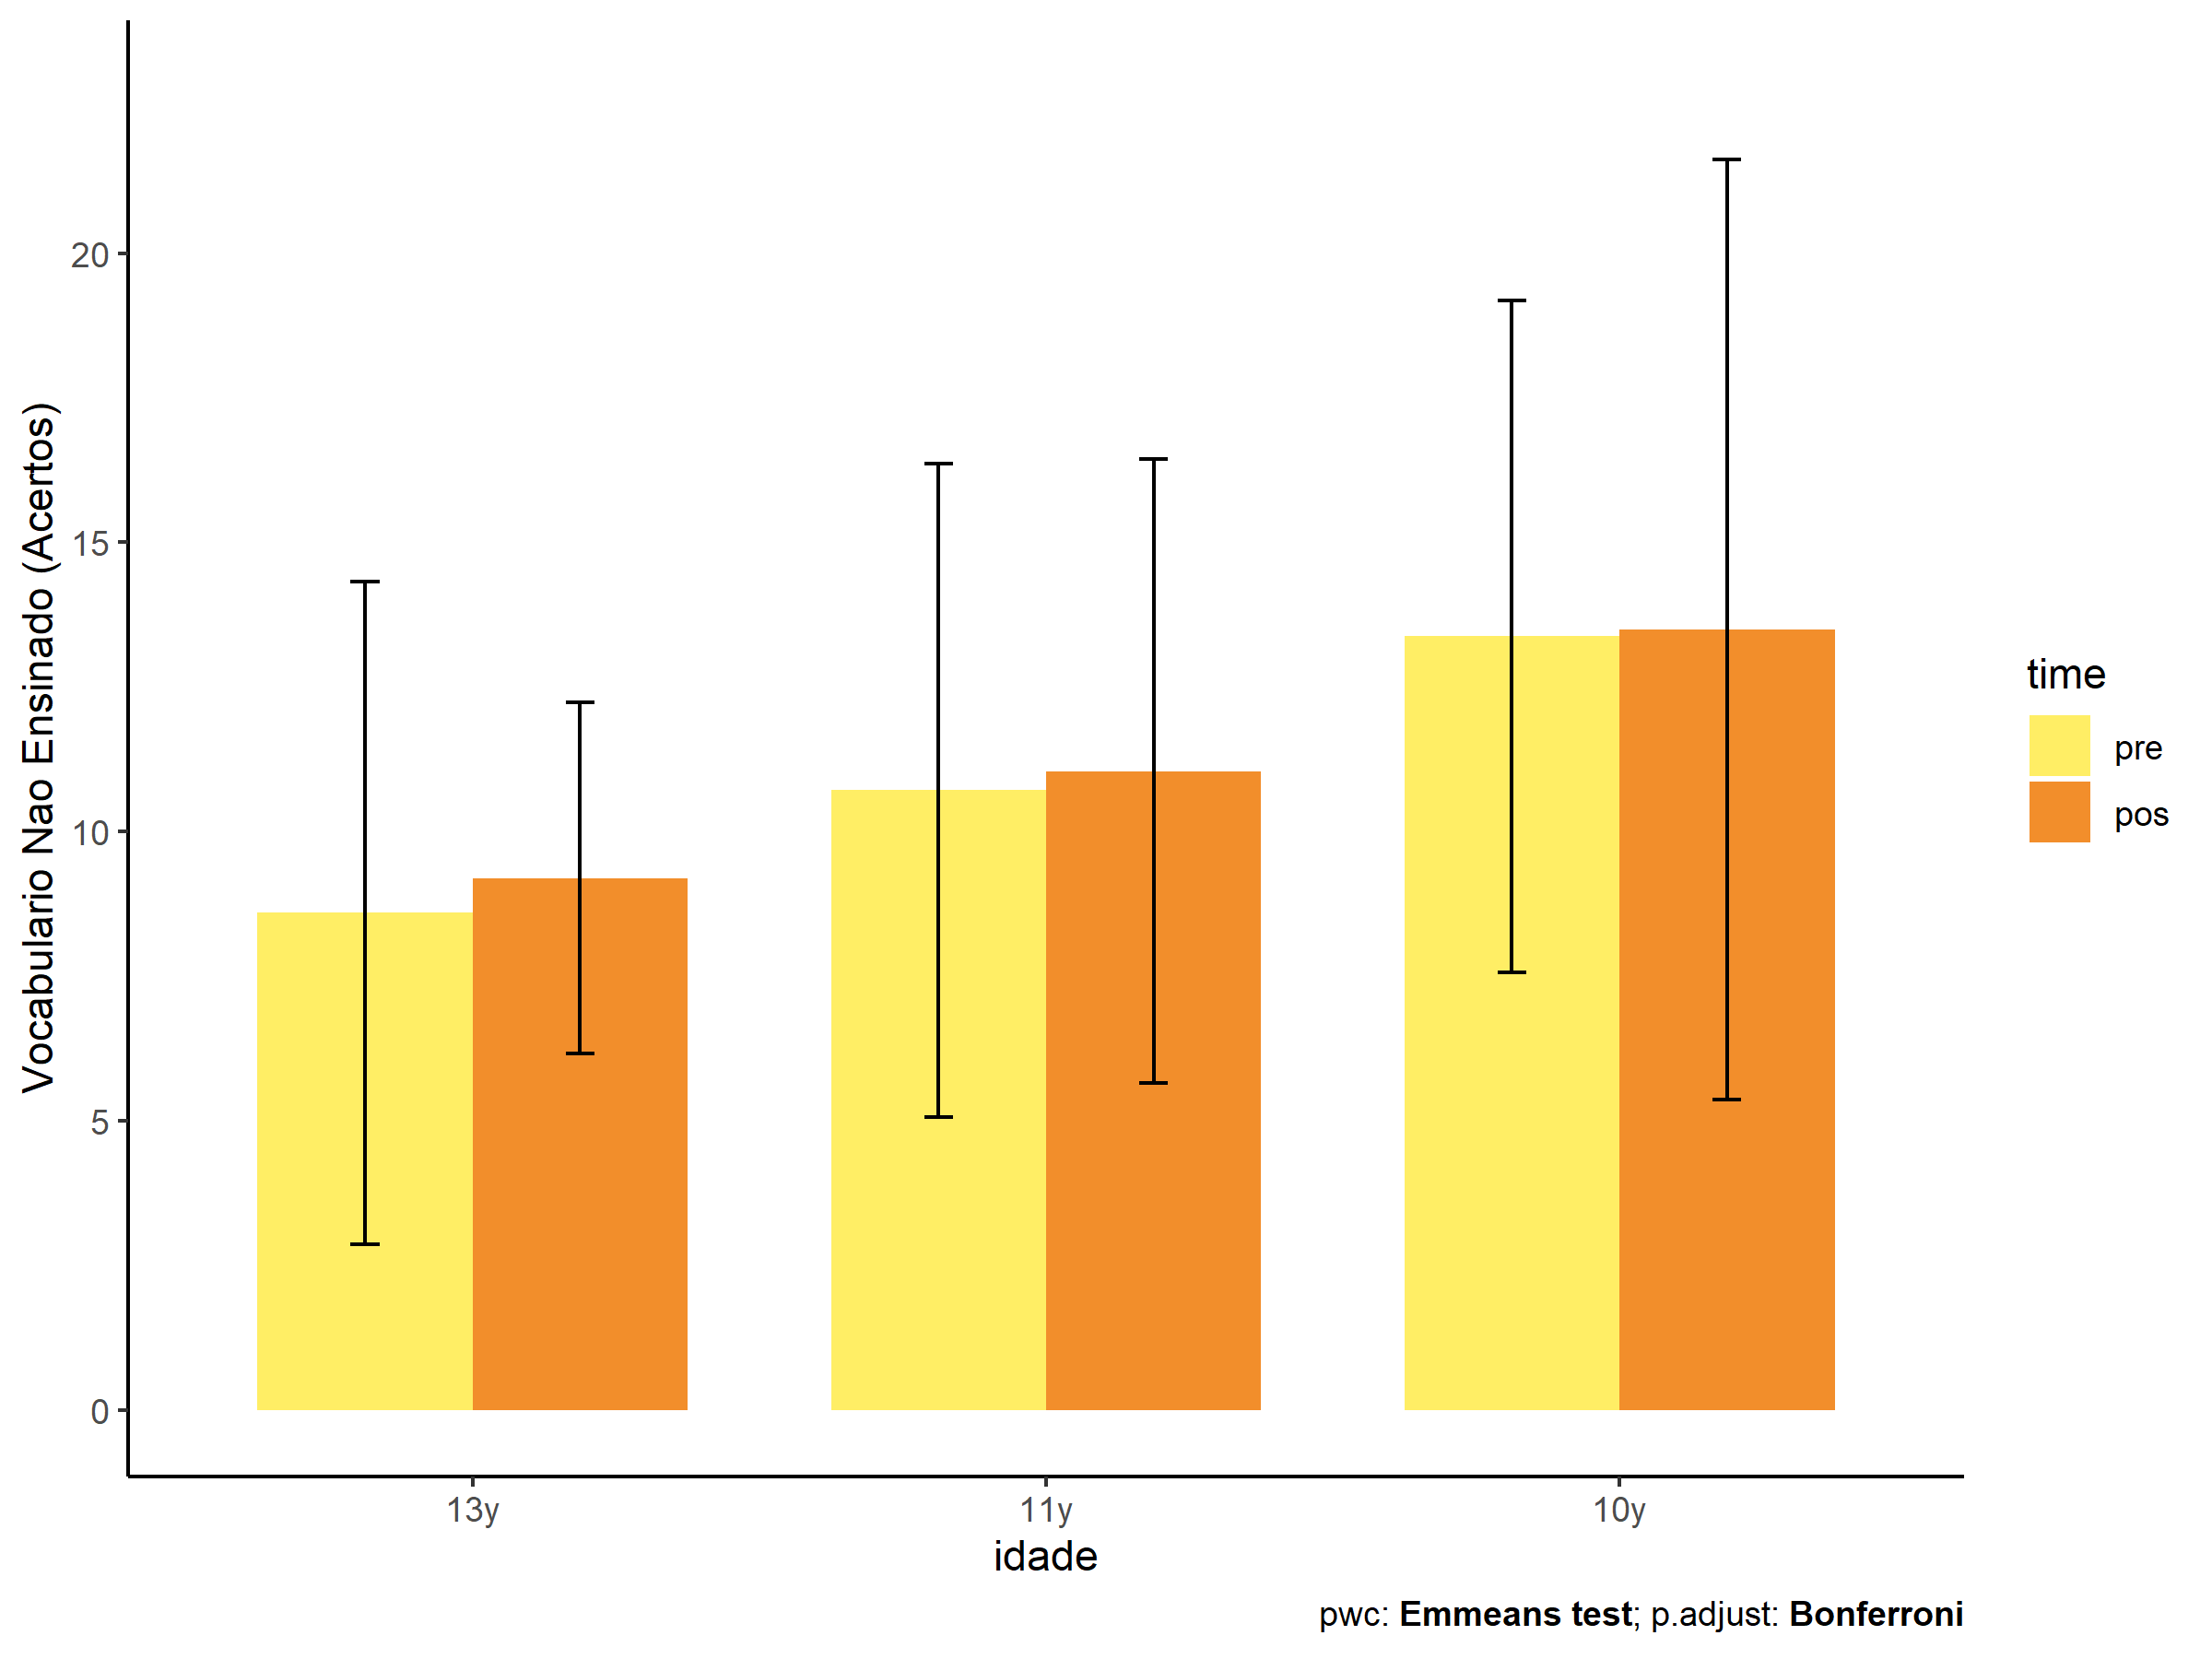 Vocabulario Nao Ensinado (Acertos)
20
15
10
5
0
13y
11y
10y
idade
time
pre
pos
pwc: Emmeans test; p.adjust: Bonferroni